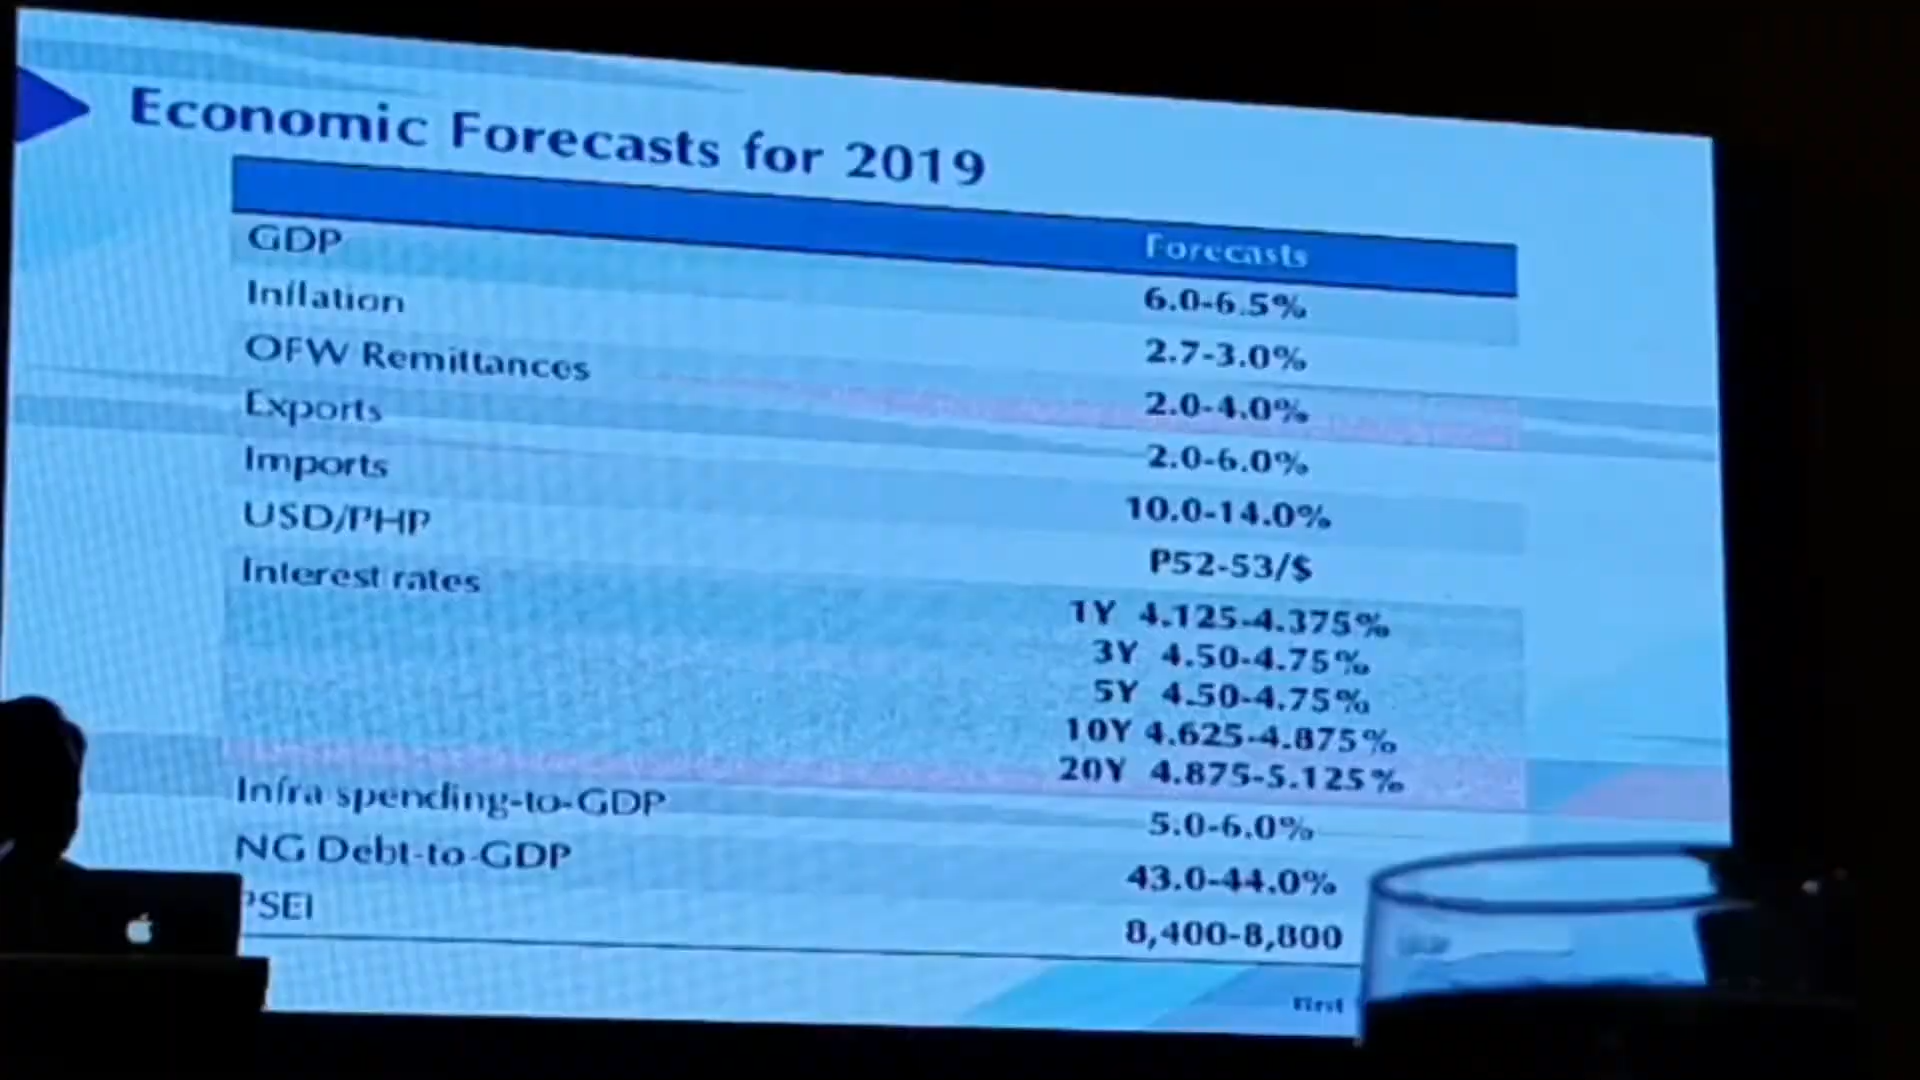 Economic Forecasts for 2019
Forecasts
GDP 6.0-6.5%
Inflation 2.7-3.0%
OFW Remittances 2.0-4.0%
Exports 2.0-6.0%
Imports 10.0-14.0%
USD/PHP P52-53/$
Interest rates 1Y 4.125-4.375%
3Y 4.50-4.75%
5Y 4.50-4.75%
10Y 4.625-4.875%
20Y 4.875-5.125%
Infra spending-to-GDP 5.0-6.0%
NG Debt-to-GDP 43.0-44.0%
PSEI 8,400-8,800
First